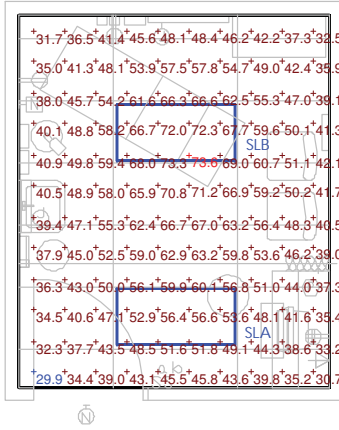 31.7 36.5 41.4 45.6 48.1 48.4 46.2 42.2 37.3 32.5
35.0 41.3 48.1 53.9 57.5 57.8 54.7 49.0 42.4 35.9
38.0 45.7 54.2 61.6 66.3 66.6 62.5 55.3 47.0 39.1
40.1 48.8 58.2 66.7 72.0 72.3 67.7 59.6 50.1 41.3
SLB
40.9 49.8 59.4 68.0 73.3 73.6 69.1 60.7 51.1 42.1
40.5 48.9 58.0 65.9 70.8 71.2 66.9 59.2 50.2 41.7
39.4 47.1 55.3 62.4 66.7 67.0 63.2 56.4 48.3 40.5
37.9 45.0 52.5 59.0 62.9 63.2 59.8 53.6 46.2 39.0
36.3 43.0 50.0 56.1 59.9 60.1 56.8 51.0 44.0 37.3
34.5 40.6 47.1 52.9 56.4 56.6 53.6 48.1 41.6 35.4
SLA
32.3 37.7 43.5 48.5 51.6 51.8 49.1 44.3 38.6 33.2
29.9 34.4 39.0 43.1 45.5 45.8 43.6 39.8 35.2 30.7
N